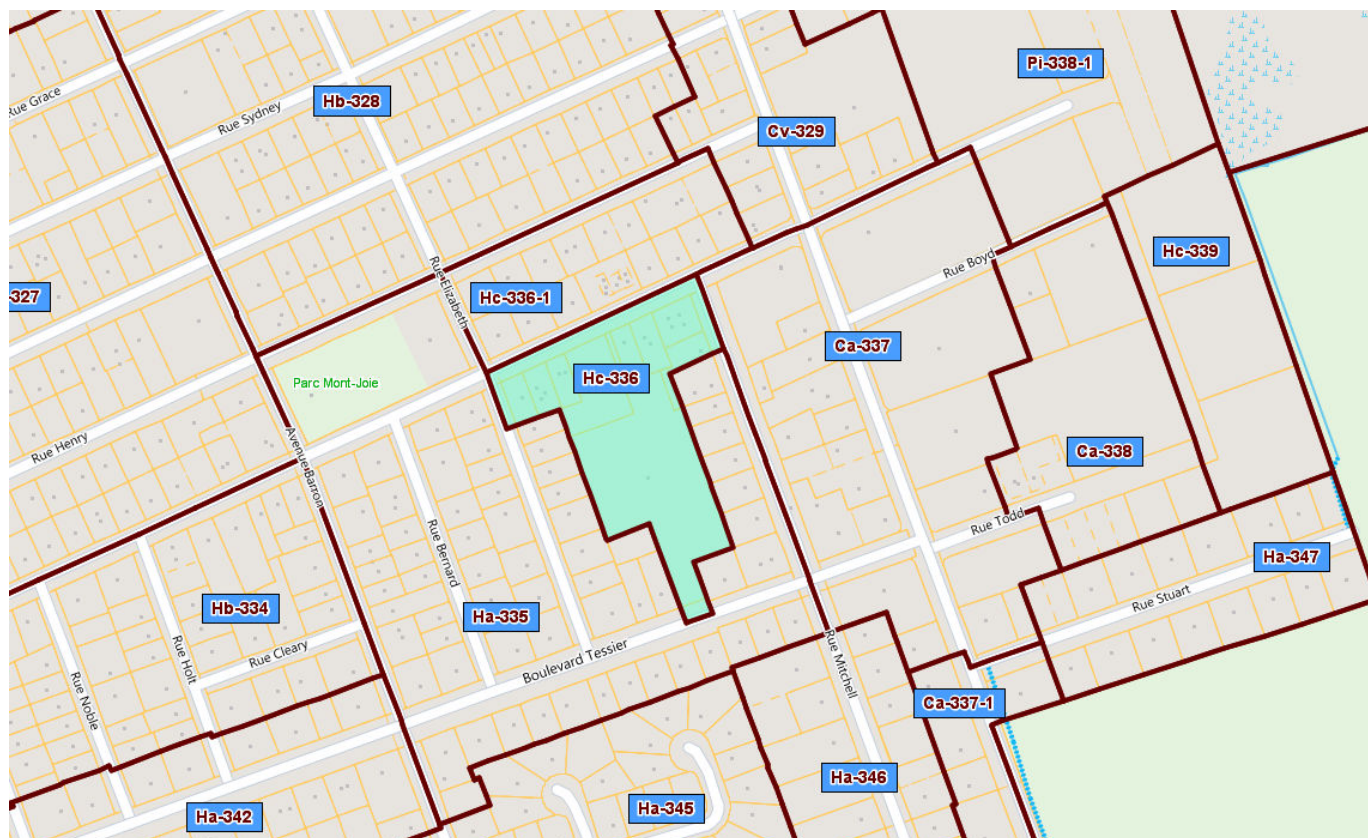 Pi-338-1
Rue Grace
Hb-328
Rue Sydney
Cv-329
Hc-339
Rue Boyd
Rue Elizabeth
-327
Hc-336-1
Ca-337
Parc Mont-Joie
Hc-336
Rue Henry
Avenue Barron
Ca-338
Rue Todd
Rue Bernard
Ha-347
Rue Stuart
Hb-334
Ha-335
Rue Cleary
Rue Holt
Boulevard Tessier
Rue Mitchell
Rue Noble
Ca-337-1
Ha-346
Ha-345
Ha-342